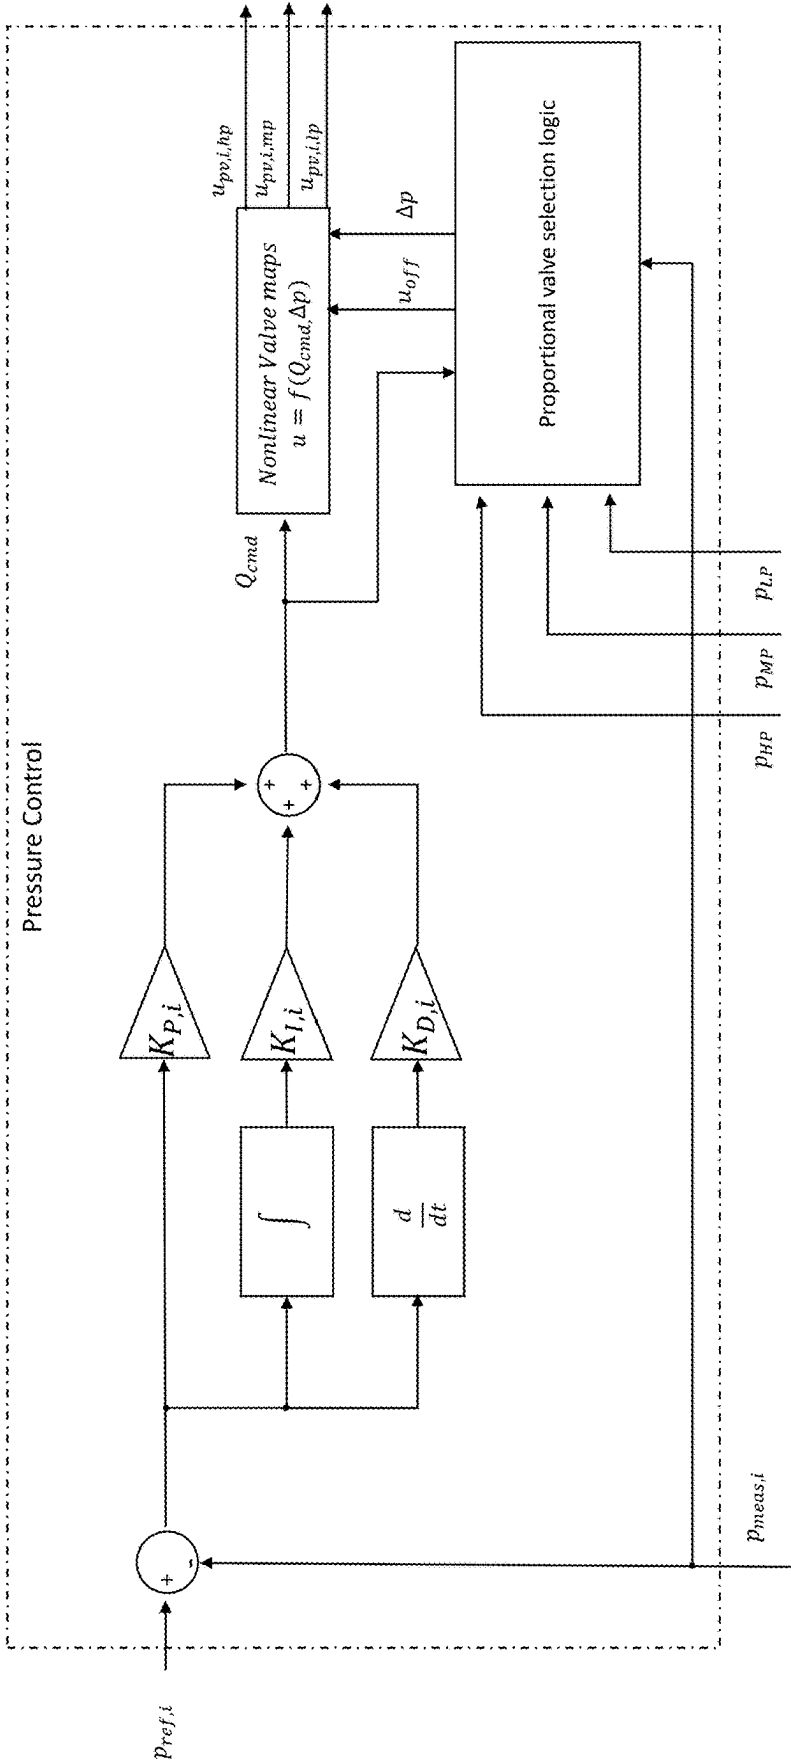 Pressure Control
p_{ref,i}
+
-
K_{P,i}
∫
K_{I,i}
d
dt
K_{D,i}
+
+
+
Q_{cmd}
Nonlinear Valve maps
u = f(Q_{cmd,}Δp)
u_{pv,i,hp}
u_{pv,i,mp}
u_{pv,i,lp}
u_{off}
Δp
Proportional valve selection logic
p_{meas,i}
p_{HP}
p_{MP}
p_{LP}